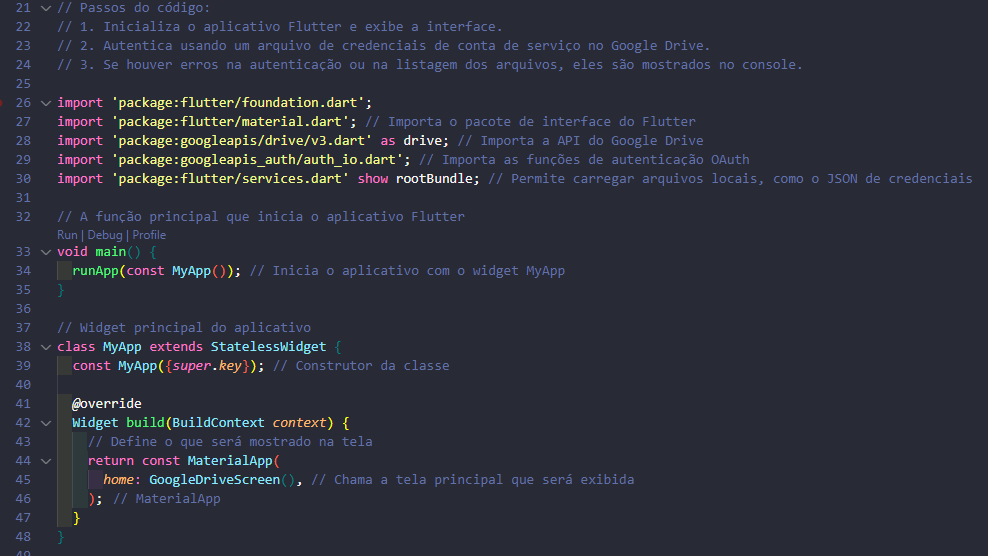 21 // Passos do código:
22 // 1. Inicializa o aplicativo Flutter e exibe a interface.
23 // 2. Autentica usando um arquivo de credenciais de conta de serviço no Google Drive.
24 // 3. Se houver erros na autenticação ou na listagem dos arquivos, eles são mostrados no console.
25
26 import 'package:flutter/foundation.dart';
27 import 'package:flutter/material.dart'; // Importa o pacote de interface do Flutter
28 import 'package:googleapis/drive/v3.dart' as drive; // Importa a API do Google Drive
29 import 'package:googleapis_auth/auth_io.dart'; // Importa as funções de autenticação OAuth
30 import 'package:flutter/services.dart' show rootBundle; // Permite carregar arquivos locais, como o JSON de credenciais
31
32 // A função principal que inicia o aplicativo Flutter
Run | Debug | Profile
33 void main() {
34   runApp(const MyApp()); // Inicia o aplicativo com o widget MyApp
35 }
36
37 // Widget principal do aplicativo
38 class MyApp extends StatelessWidget {
39   const MyApp({super.key}); // Construtor da classe
40
41   @override
42   Widget build(BuildContext context) {
43     // Define o que será mostrado na tela
44     return const MaterialApp(
45       home: GoogleDriveScreen(), // Chama a tela principal que será exibida
46     ); // MaterialApp
47   }
48 }
49